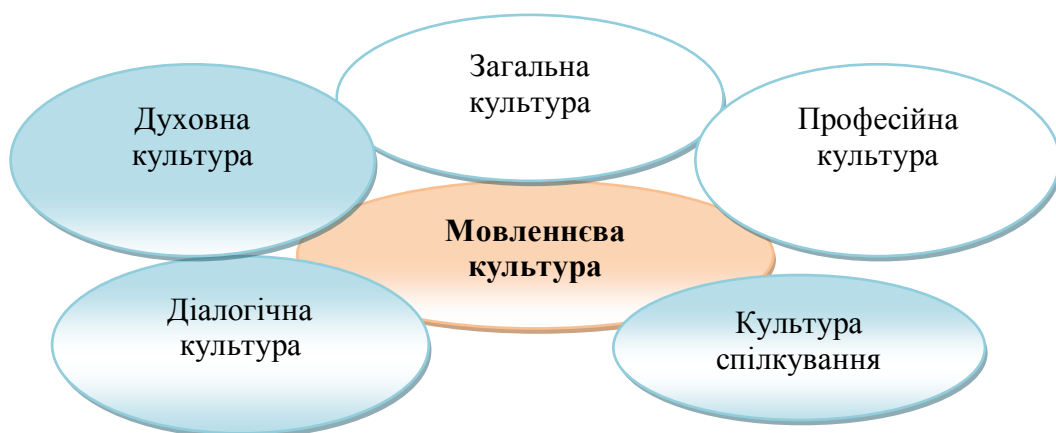 Загальна
культура
Духовна
культура
Професійна
культура
Мовленнєва
культура
Діалогічна
культура
Культура
спілкування